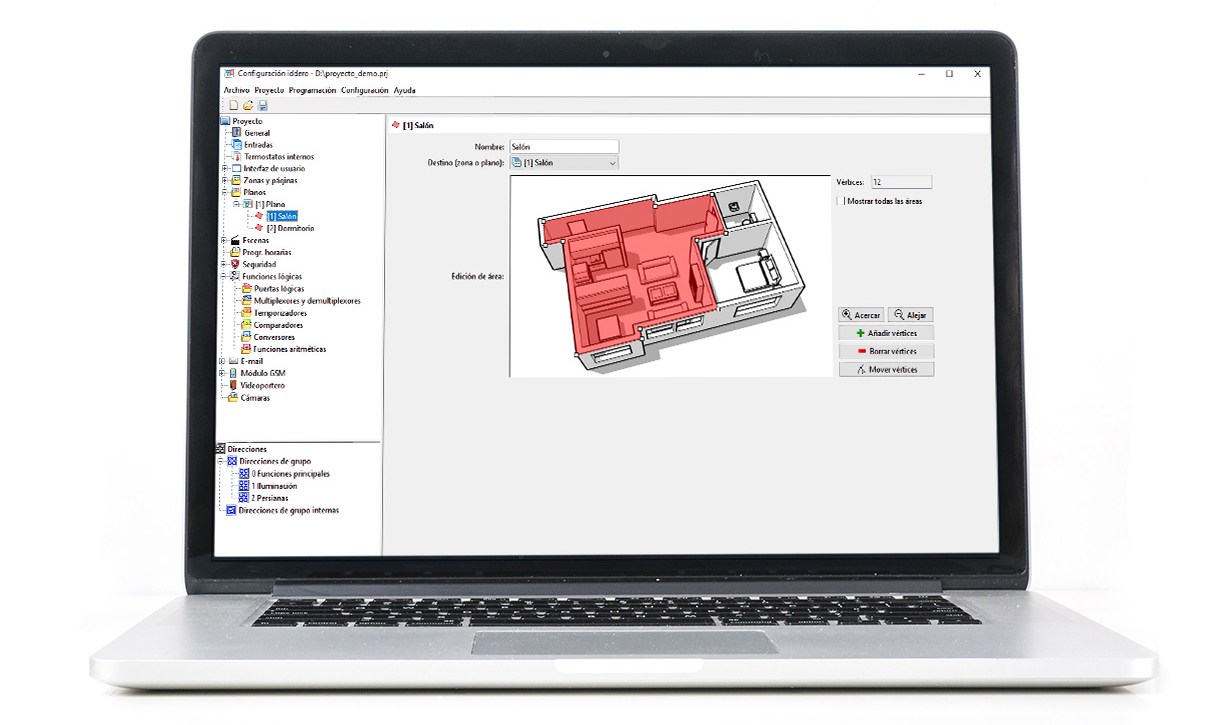 Configuración iddero - D:\proyecto_demo.prj
Archivo Proyecto Programación Configuración Ayuda
Proyecto
General
Entradas
Termostatos internos
Interfaz de usuario
Zonas y páginas
Planos
[1] Plano
[1] Salón
[2] Dormitorio
Escenas
Progr. horarias
Seguridad
Funciones lógicas
Puertas lógicas
Multiplexores y demultiplexores
Temporizadores
Comparadores
Conversores
Funciones aritméticas
E-mail
Módulo GSM
Videoportero
Cámaras
Direcciones
Direcciones de grupo
0 Funciones principales
1 Iluminación
2 Persianas
Direcciones de grupo internas
[1] Salón
Nombre: Salón
Destino (zona o plano): [1] Salón
Edición de área:
Vértices: 12
Mostrar todas las áreas
Acercar Alejar
Añadir vértices
Borrar vértices
Mover vértices